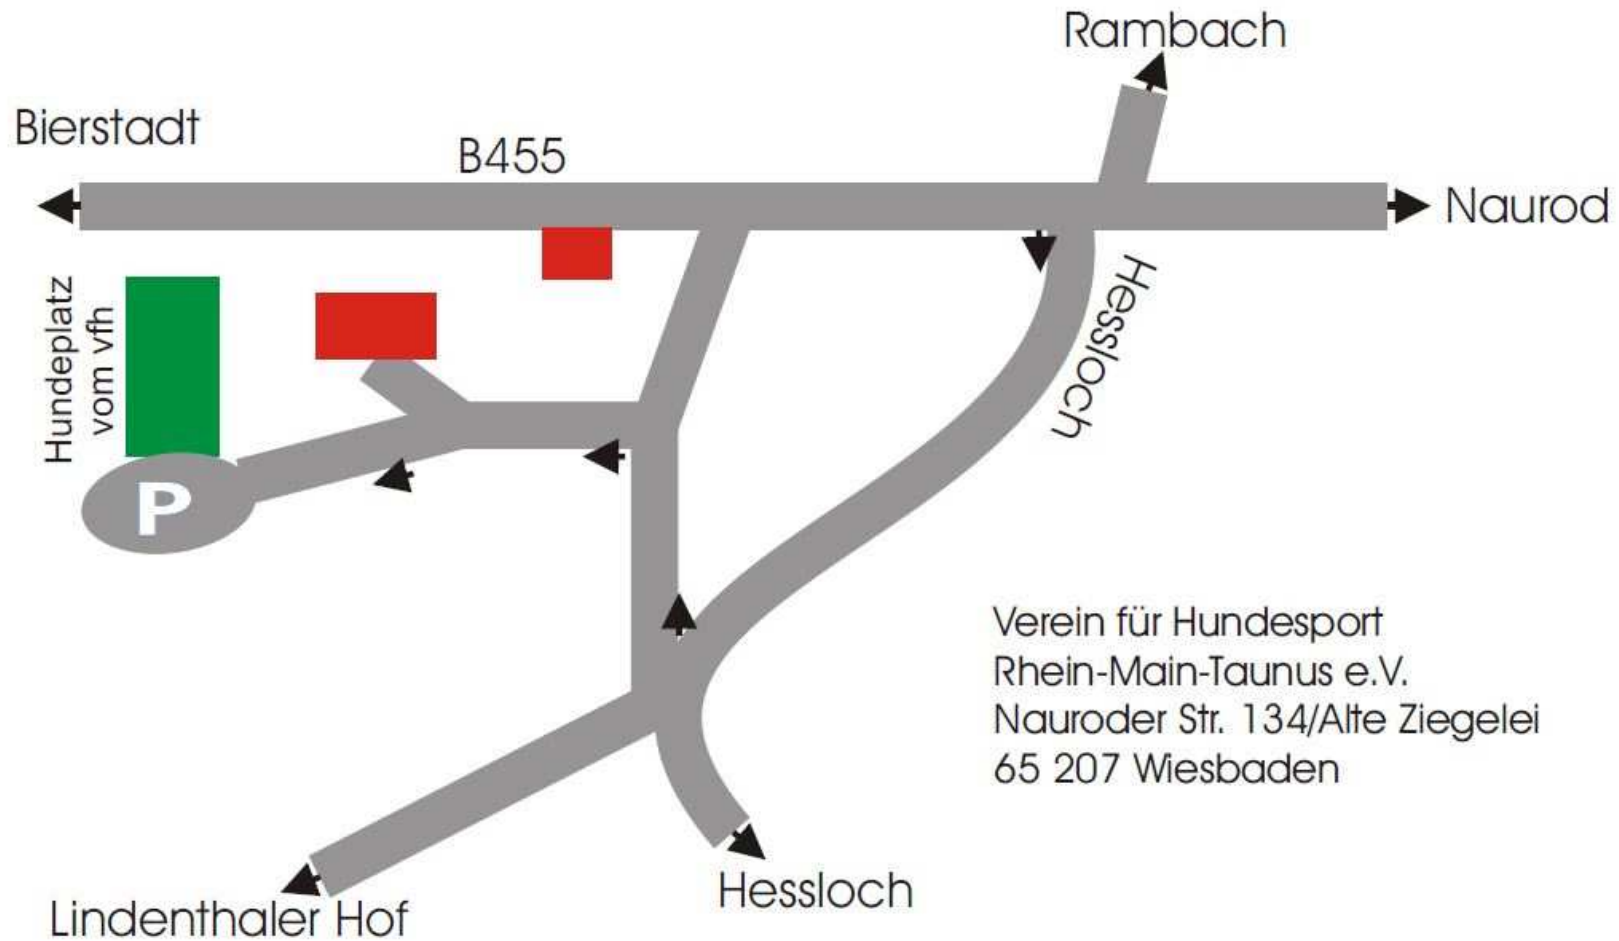 Rambach
Bierstadt
B455
Naurod
Hessloch
Hundeplatz
vom vfh
P
Verein für Hundesport
Rhein-Main-Taunus e.V.
Nauroder Str. 134/Alte Ziegelei
65 207 Wiesbaden
Hessloch
Lindenthaler Hof